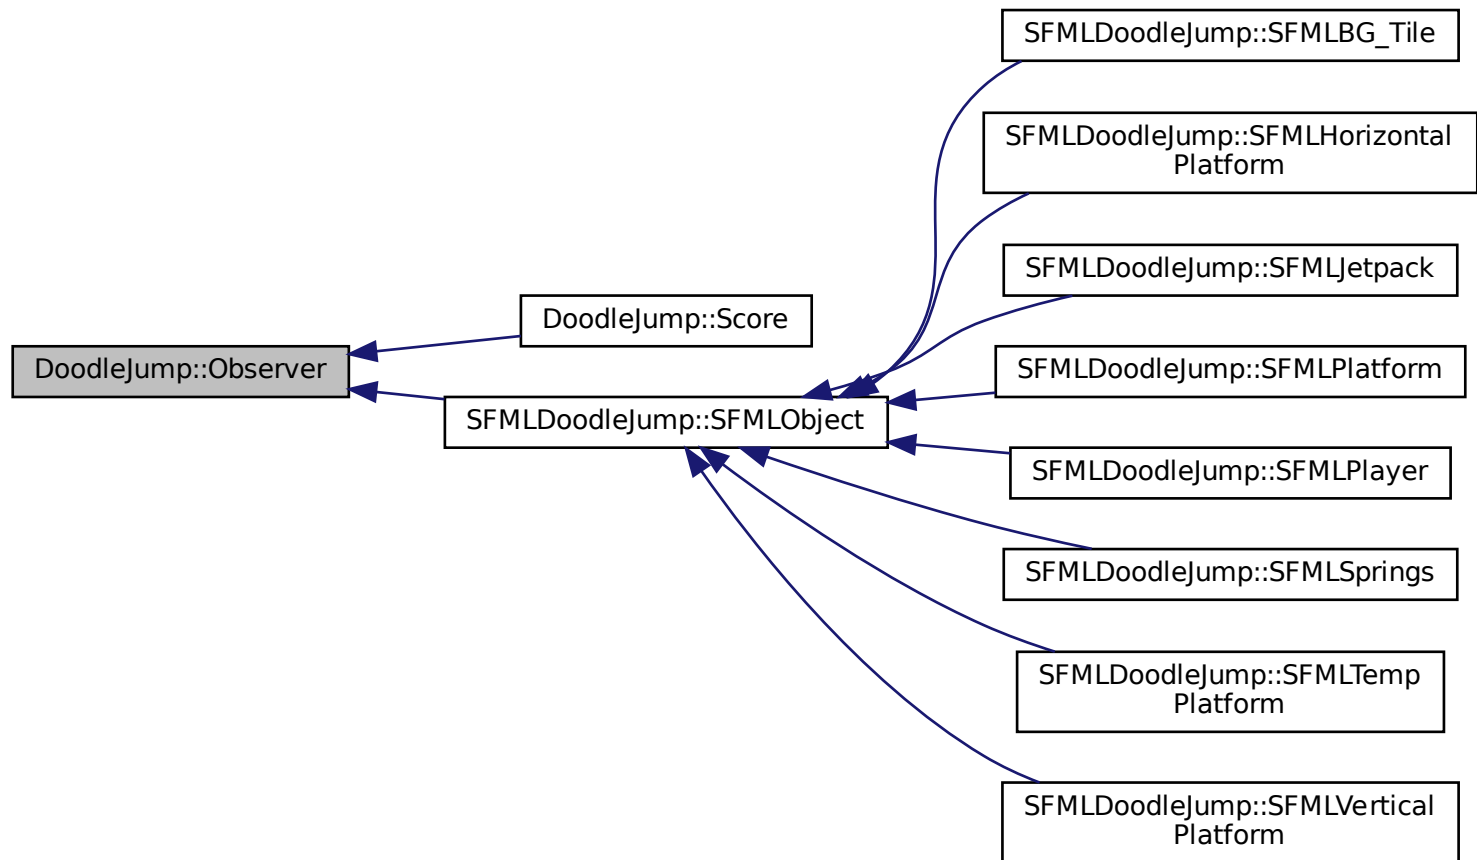 SFMLDoodleJump::SFMLBG_Tile
SFMLDoodleJump::SFMLHorizontal
Platform
SFMLDoodleJump::SFMLJetpack
DoodleJump::Score
DoodleJump::Observer
SFMLDoodleJump::SFMLPlatform
SFMLDoodleJump::SFMLObject
SFMLDoodleJump::SFMLPlayer
SFMLDoodleJump::SFMLSprings
SFMLDoodleJump::SFMLTemp
Platform
SFMLDoodleJump::SFMLVertical
Platform